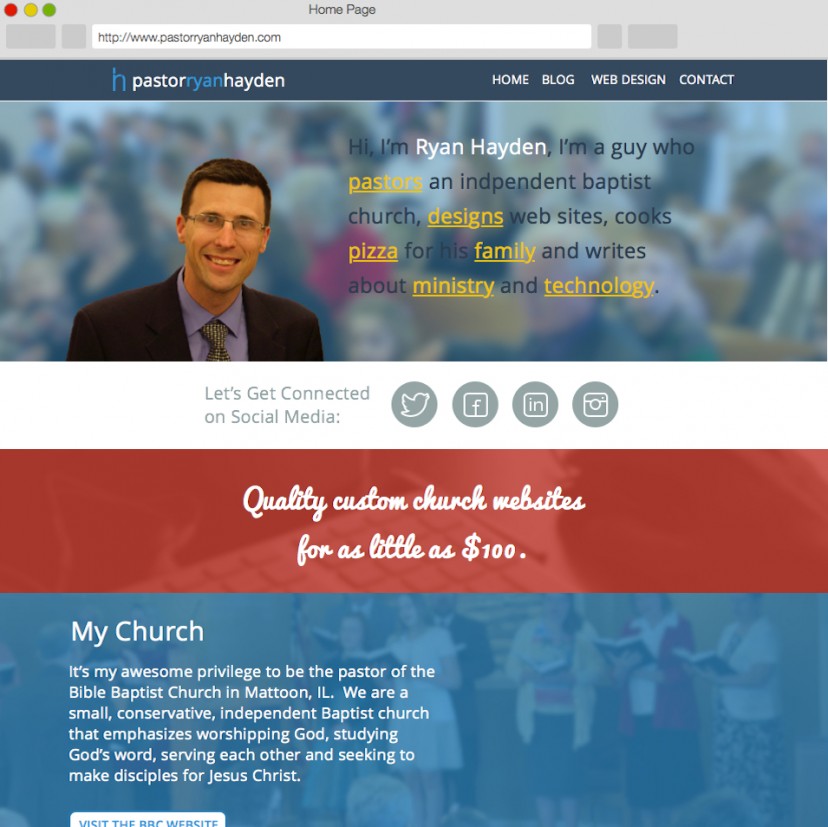 Home Page
http://www.pastorryanhayden.com
h pastorryanhayden
HOME BLOG WEB DESIGN CONTACT
Hi, I'm Ryan Hayden, I'm a guy who
pastors an indpendent baptist
church, designs web sites, cooks
pizza for his family and writes
about ministry and technology.
Let's Get Connected
on Social Media:
f
in
Quality custom church websites
for as little as $100.
My Church
It's my awesome privilege to be the pastor of the
Bible Baptist Church in Mattoon, IL. We are a
small, conservative, independent Baptist church
that emphasizes worshipping God, studying
God's word, serving each other and seeking to
make disciples for Jesus Christ.
VISIT THE BBC WEBSITE